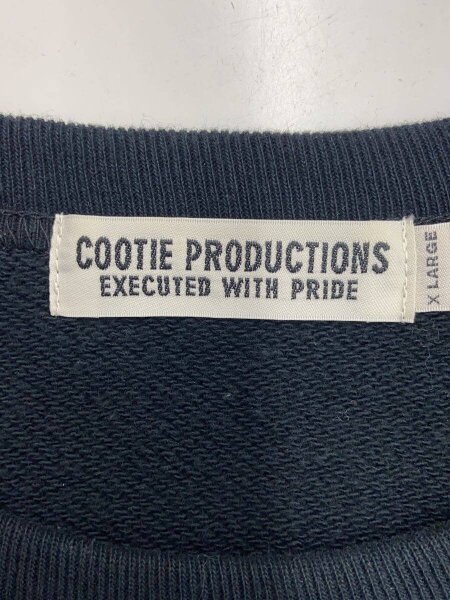 COOTIE PRODUCTIONS
EXECUTED WITH PRIDE
X LARGE